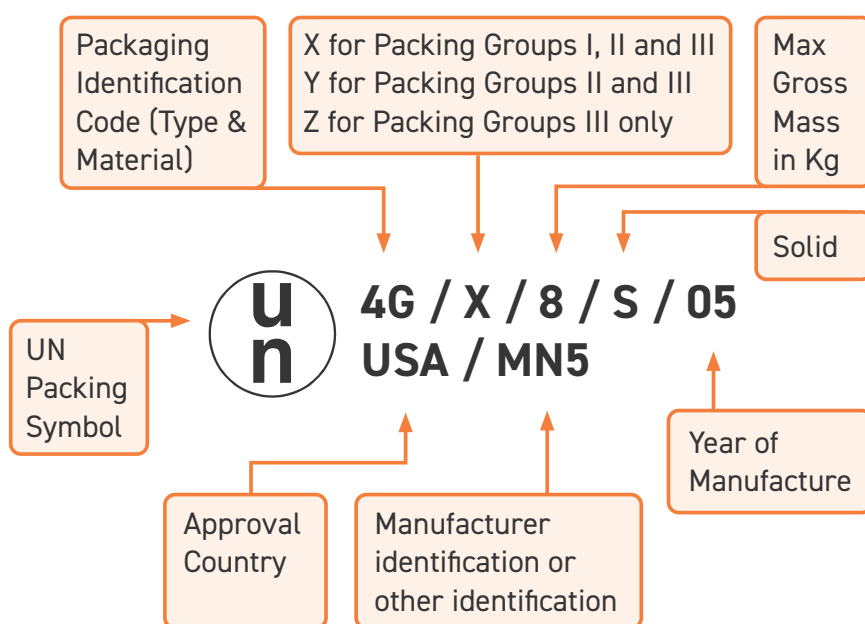 Packaging
Identification
Code (Type &
Material)
X for Packing Groups I, II and III
Y for Packing Groups II and III
Z for Packing Groups III only
Max
Gross
Mass
in Kg
Solid
UN
Packing
Symbol
u
n
4G / X / 8 / S / 05
USA / MN5
Year of
Manufacture
Approval
Country
Manufacturer
identification or
other identification